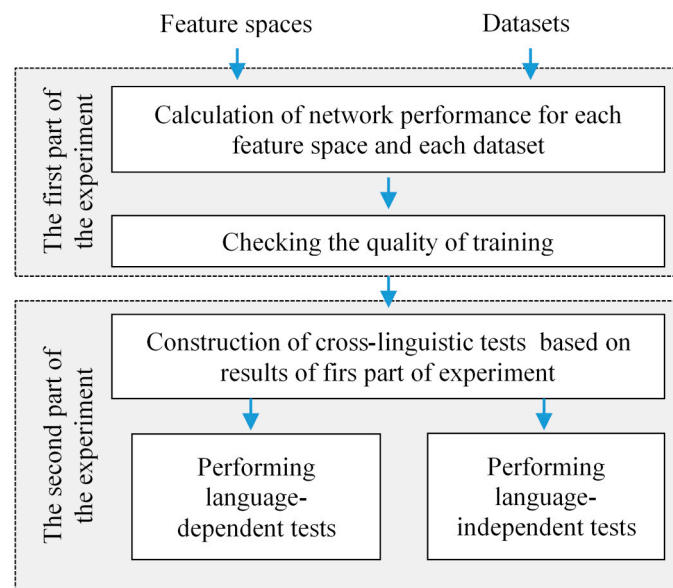 Feature spaces
Datasets
The first part of
the experiment
Calculation of network performance for each
feature space and each dataset
Checking the quality of training
The second part of
the experiment
Construction of cross-linguistic tests based on
results of firs part of experiment
Performing
language-
dependent tests
Performing
language-
independent tests